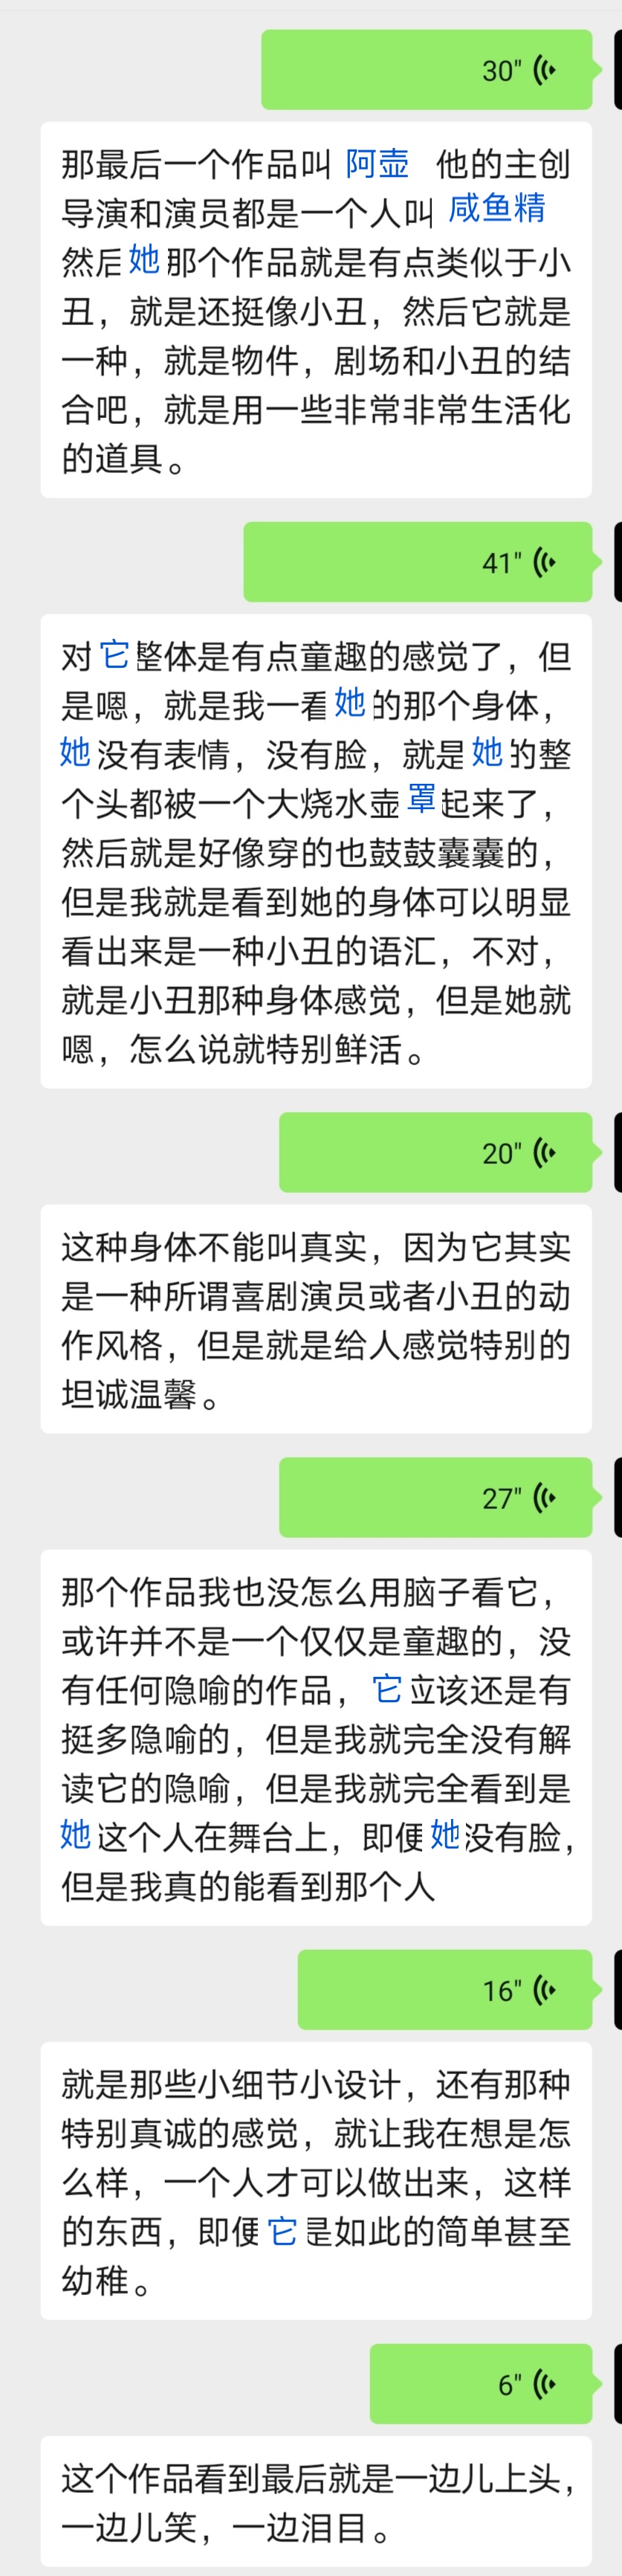 30"
那最后一个作品叫 阿壶 他的主创
导演和演员都是一个人叫 咸鱼精
然后 她 那个作品就是有点类似于小
丑，就是还挺像小丑，然后它就是
一种，就是物件，剧场和小丑的结
合吧，就是用一些非常非常生活化
的道具。
41"
对 它 整体是有点童趣的感觉了，但
是嗯，就是我一看 她 的那个身体，
她 没有表情，没有脸，就是 她 的整
个头都被一个大烧水壶 罩 起来了，
然后就是好像穿的也鼓鼓囊囊的，
但是我就是看到她的身体可以明显
看出来是一种小丑的语汇，不对，
就是小丑那种身体感觉，但是她就
嗯，怎么说就特别鲜活。
20"
这种身体不能叫真实，因为它其实
是一种所谓喜剧演员或者小丑的动
作风格，但是就是给人感觉特别的
坦诚温馨。
27"
那个作品我也没怎么用脑子看它，
或许并不是一个仅仅是童趣的，没
有任何隐喻的作品， 它 应该还是有
挺多隐喻的，但是我就完全没有解
读它的隐喻，但是我就完全看到是
她 这个人在舞台上，即便 她 没有脸，
但是我真的能看到那个人
16"
就是那些小细节小设计，还有那种
特别真诚的感觉，就让我在想是怎
么样，一个人才可以做出来，这样
的东西，即便 它 是如此的简单甚至
幼稚。
6"
这个作品看到最后就是一边儿上头，
一边儿笑，一边泪目。